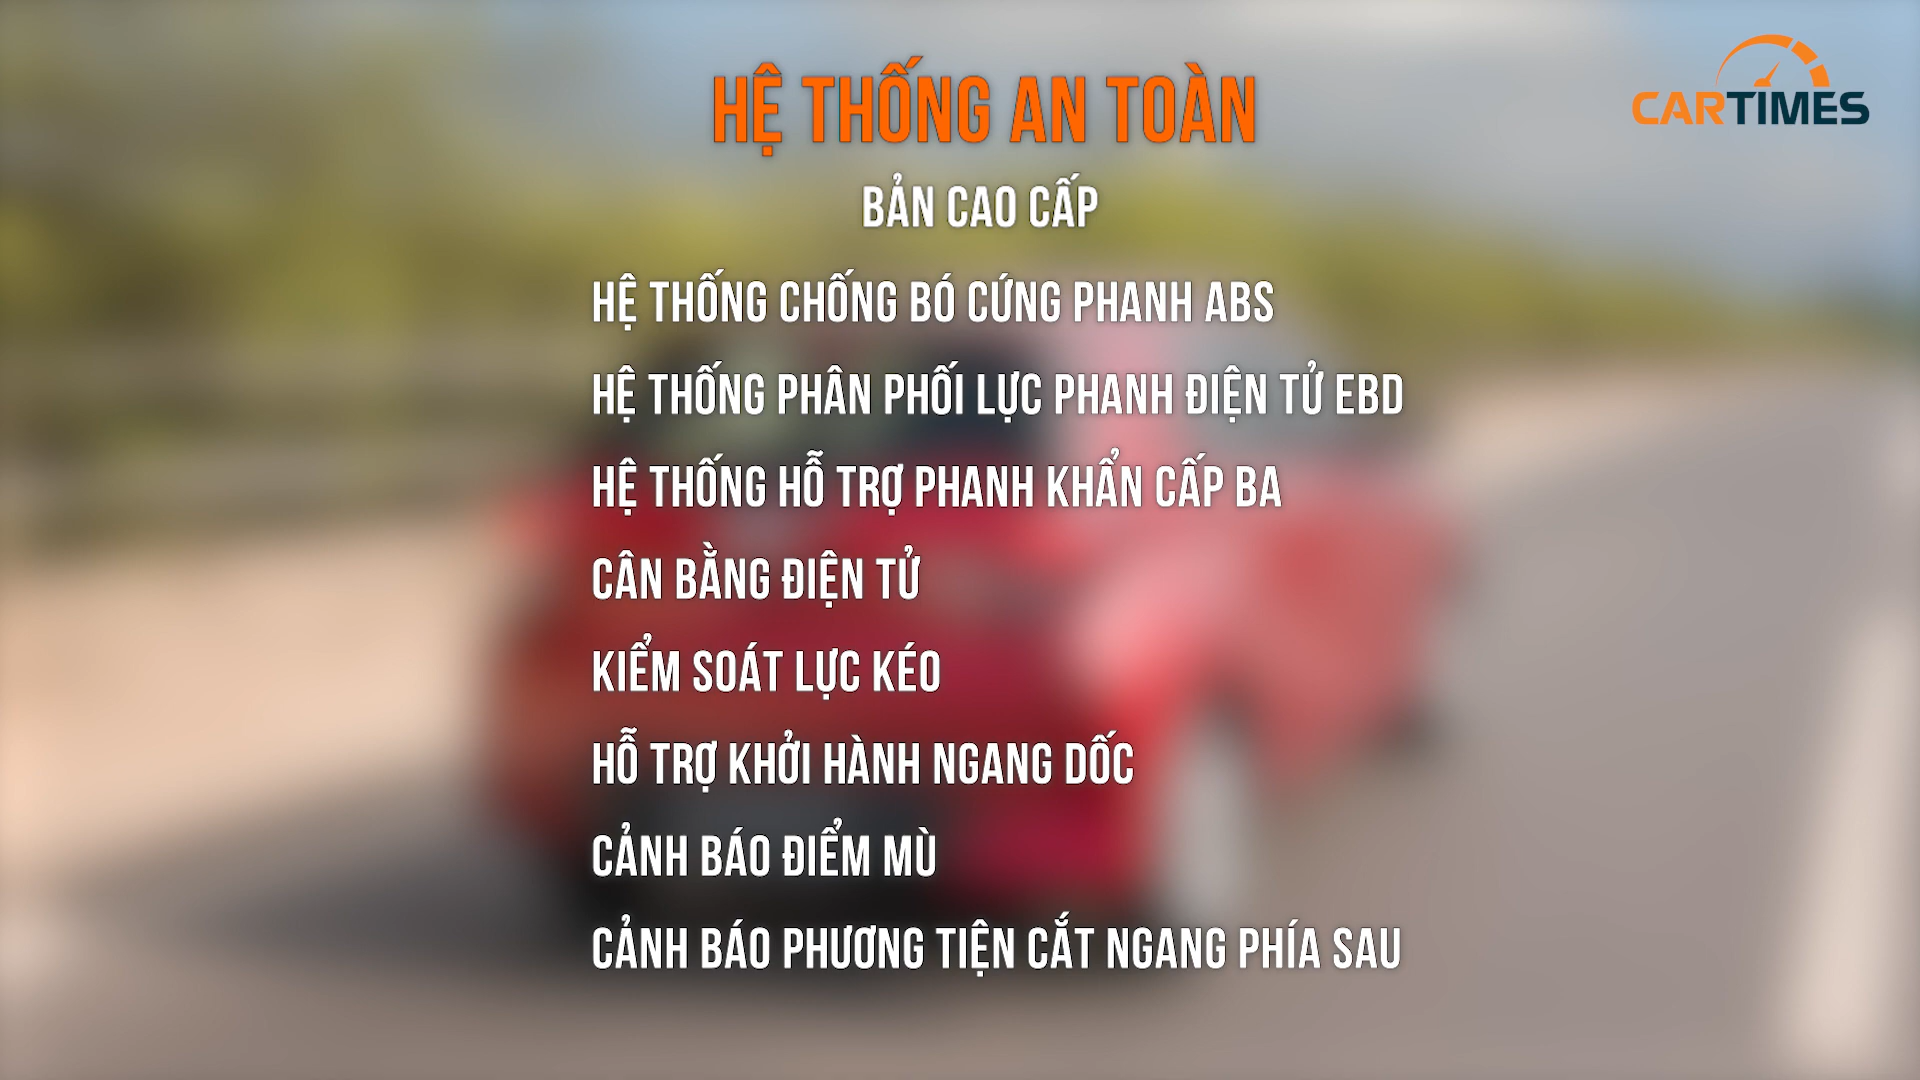 HỆ THỐNG AN TOÀN
CARTIMES
BẢN CAO CẤP
HỆ THỐNG CHỐNG BÓ CỨNG PHANH ABS
HỆ THỐNG PHÂN PHỐI LỰC PHANH ĐIỆN TỬ EBD
HỆ THỐNG HỖ TRỢ PHANH KHẨN CẤP BA
CÂN BẰNG ĐIỆN TỬ
KIỂM SOÁT LỰC KÉO
HỖ TRỢ KHỞI HÀNH NGANG DỐC
CẢNH BÁO ĐIỂM MÙ
CẢNH BÁO PHƯƠNG TIỆN CẮT NGANG PHÍA SAU